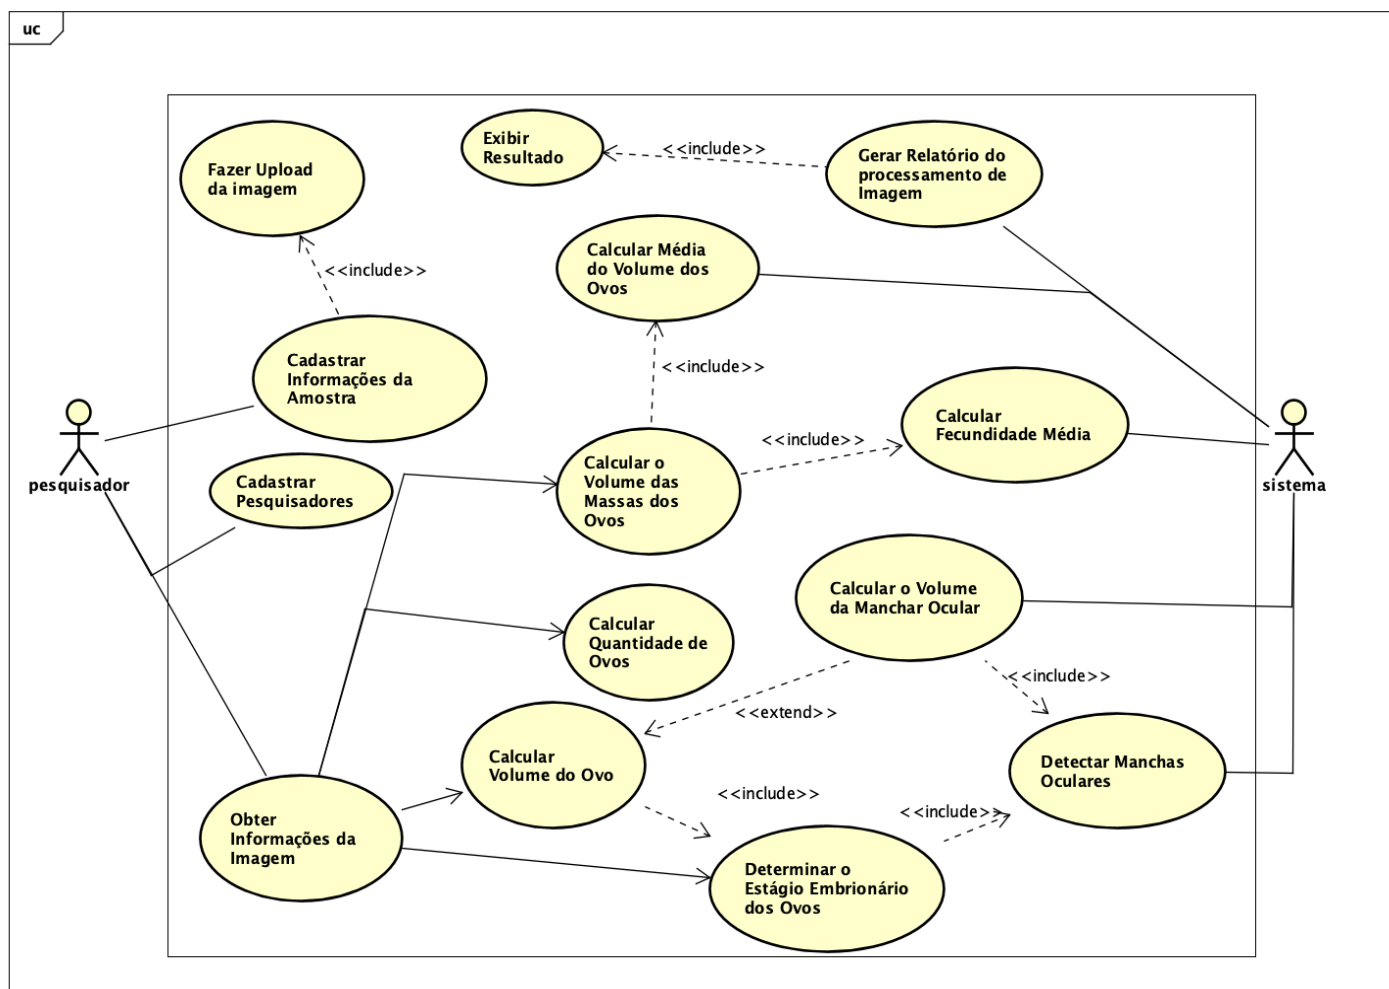 uc
Fazer Upload
da imagem
Exibir
Resultado
<<include>>
Gerar Relatório do
processamento de
Imagem
<<include>>
Calcular Média
do Volume dos
Ovos
Cadastrar
Informações da
Amostra
<<include>>
Calcular
Fecundidade Média
<<include>>
pesquisador
Cadastrar
Pesquisadores
Calcular o
Volume das
Massas dos
Ovos
sistema
Calcular o Volume
da Manchar Ocular
Calcular
Quantidade de
Ovos
<<include>>
<<extend>>
Calcular
Volume do Ovo
Detectar Manchas
Oculares
<<include>>
<<include>>
Obter
Informações da
Imagem
Determinar o
Estágio Embrionário
dos Ovos